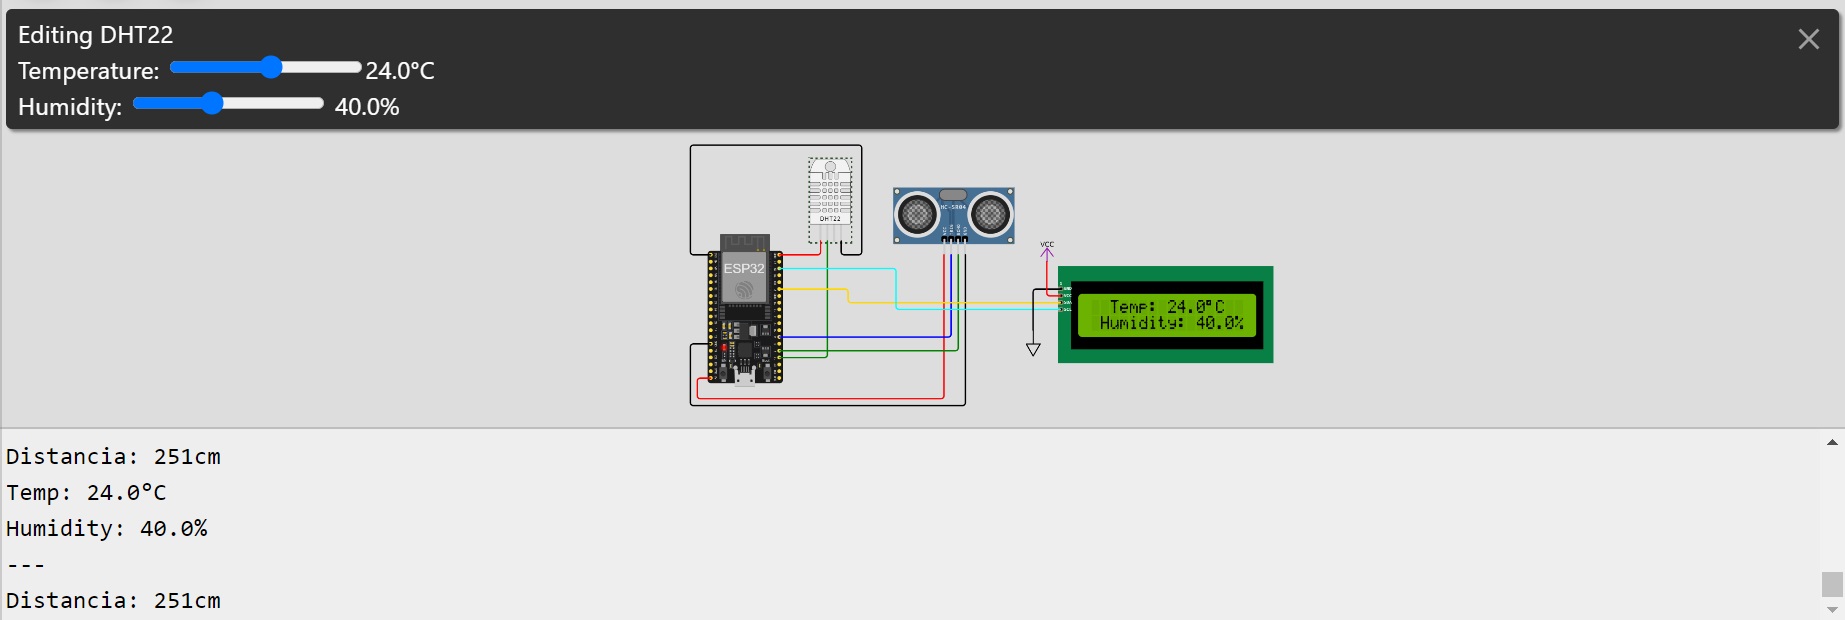 Editing DHT22
Temperature: 24.0°C
Humidity: 40.0%
DHT22
HC-SR04
VCC
ESP32
Temp: 24.0°C
Humidity: 40.0%
Distancia: 251cm
Temp: 24.0°C
Humidity: 40.0%
---
Distancia: 251cm